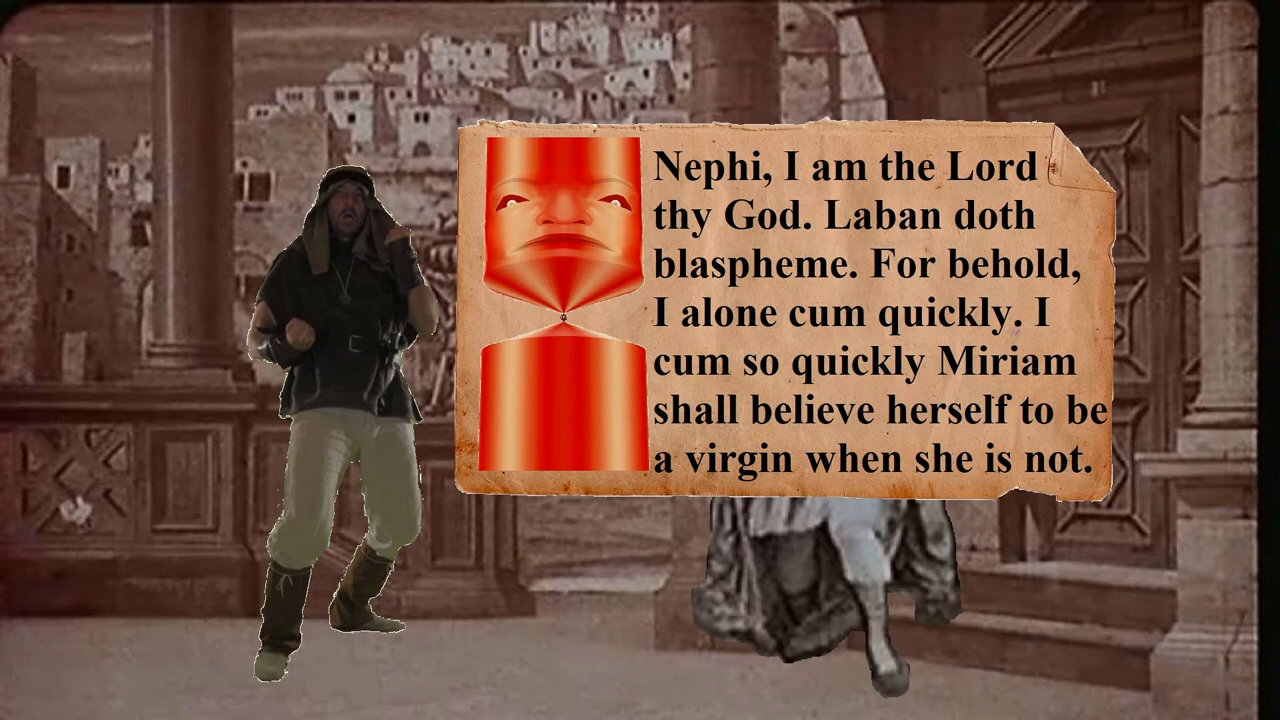 Nephi, I am the Lord
thy God. Laban doth
blaspheme. For behold,
I alone cum quickly. I
cum so quickly Miriam
shall believe herself to be
a virgin when she is not.